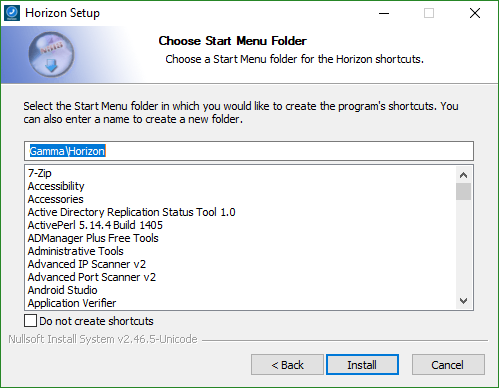 Horizon Setup
Choose Start Menu Folder
Choose a Start Menu folder for the Horizon shortcuts.
Select the Start Menu folder in which you would like to create the program's shortcuts. You
can also enter a name to create a new folder.
Gamma\Horizon
7-Zip
Accessibility
Accessories
Active Directory Replication Status Tool 1.0
ActivePerl 5.14.4 Build 1405
ADManager Plus Free Tools
Administrative Tools
Advanced IP Scanner v2
Advanced Port Scanner v2
Android Studio
Application Verifier
Do not create shortcuts
Nullsoft Install System v2.46.5-Unicode
< Back
Install
Cancel